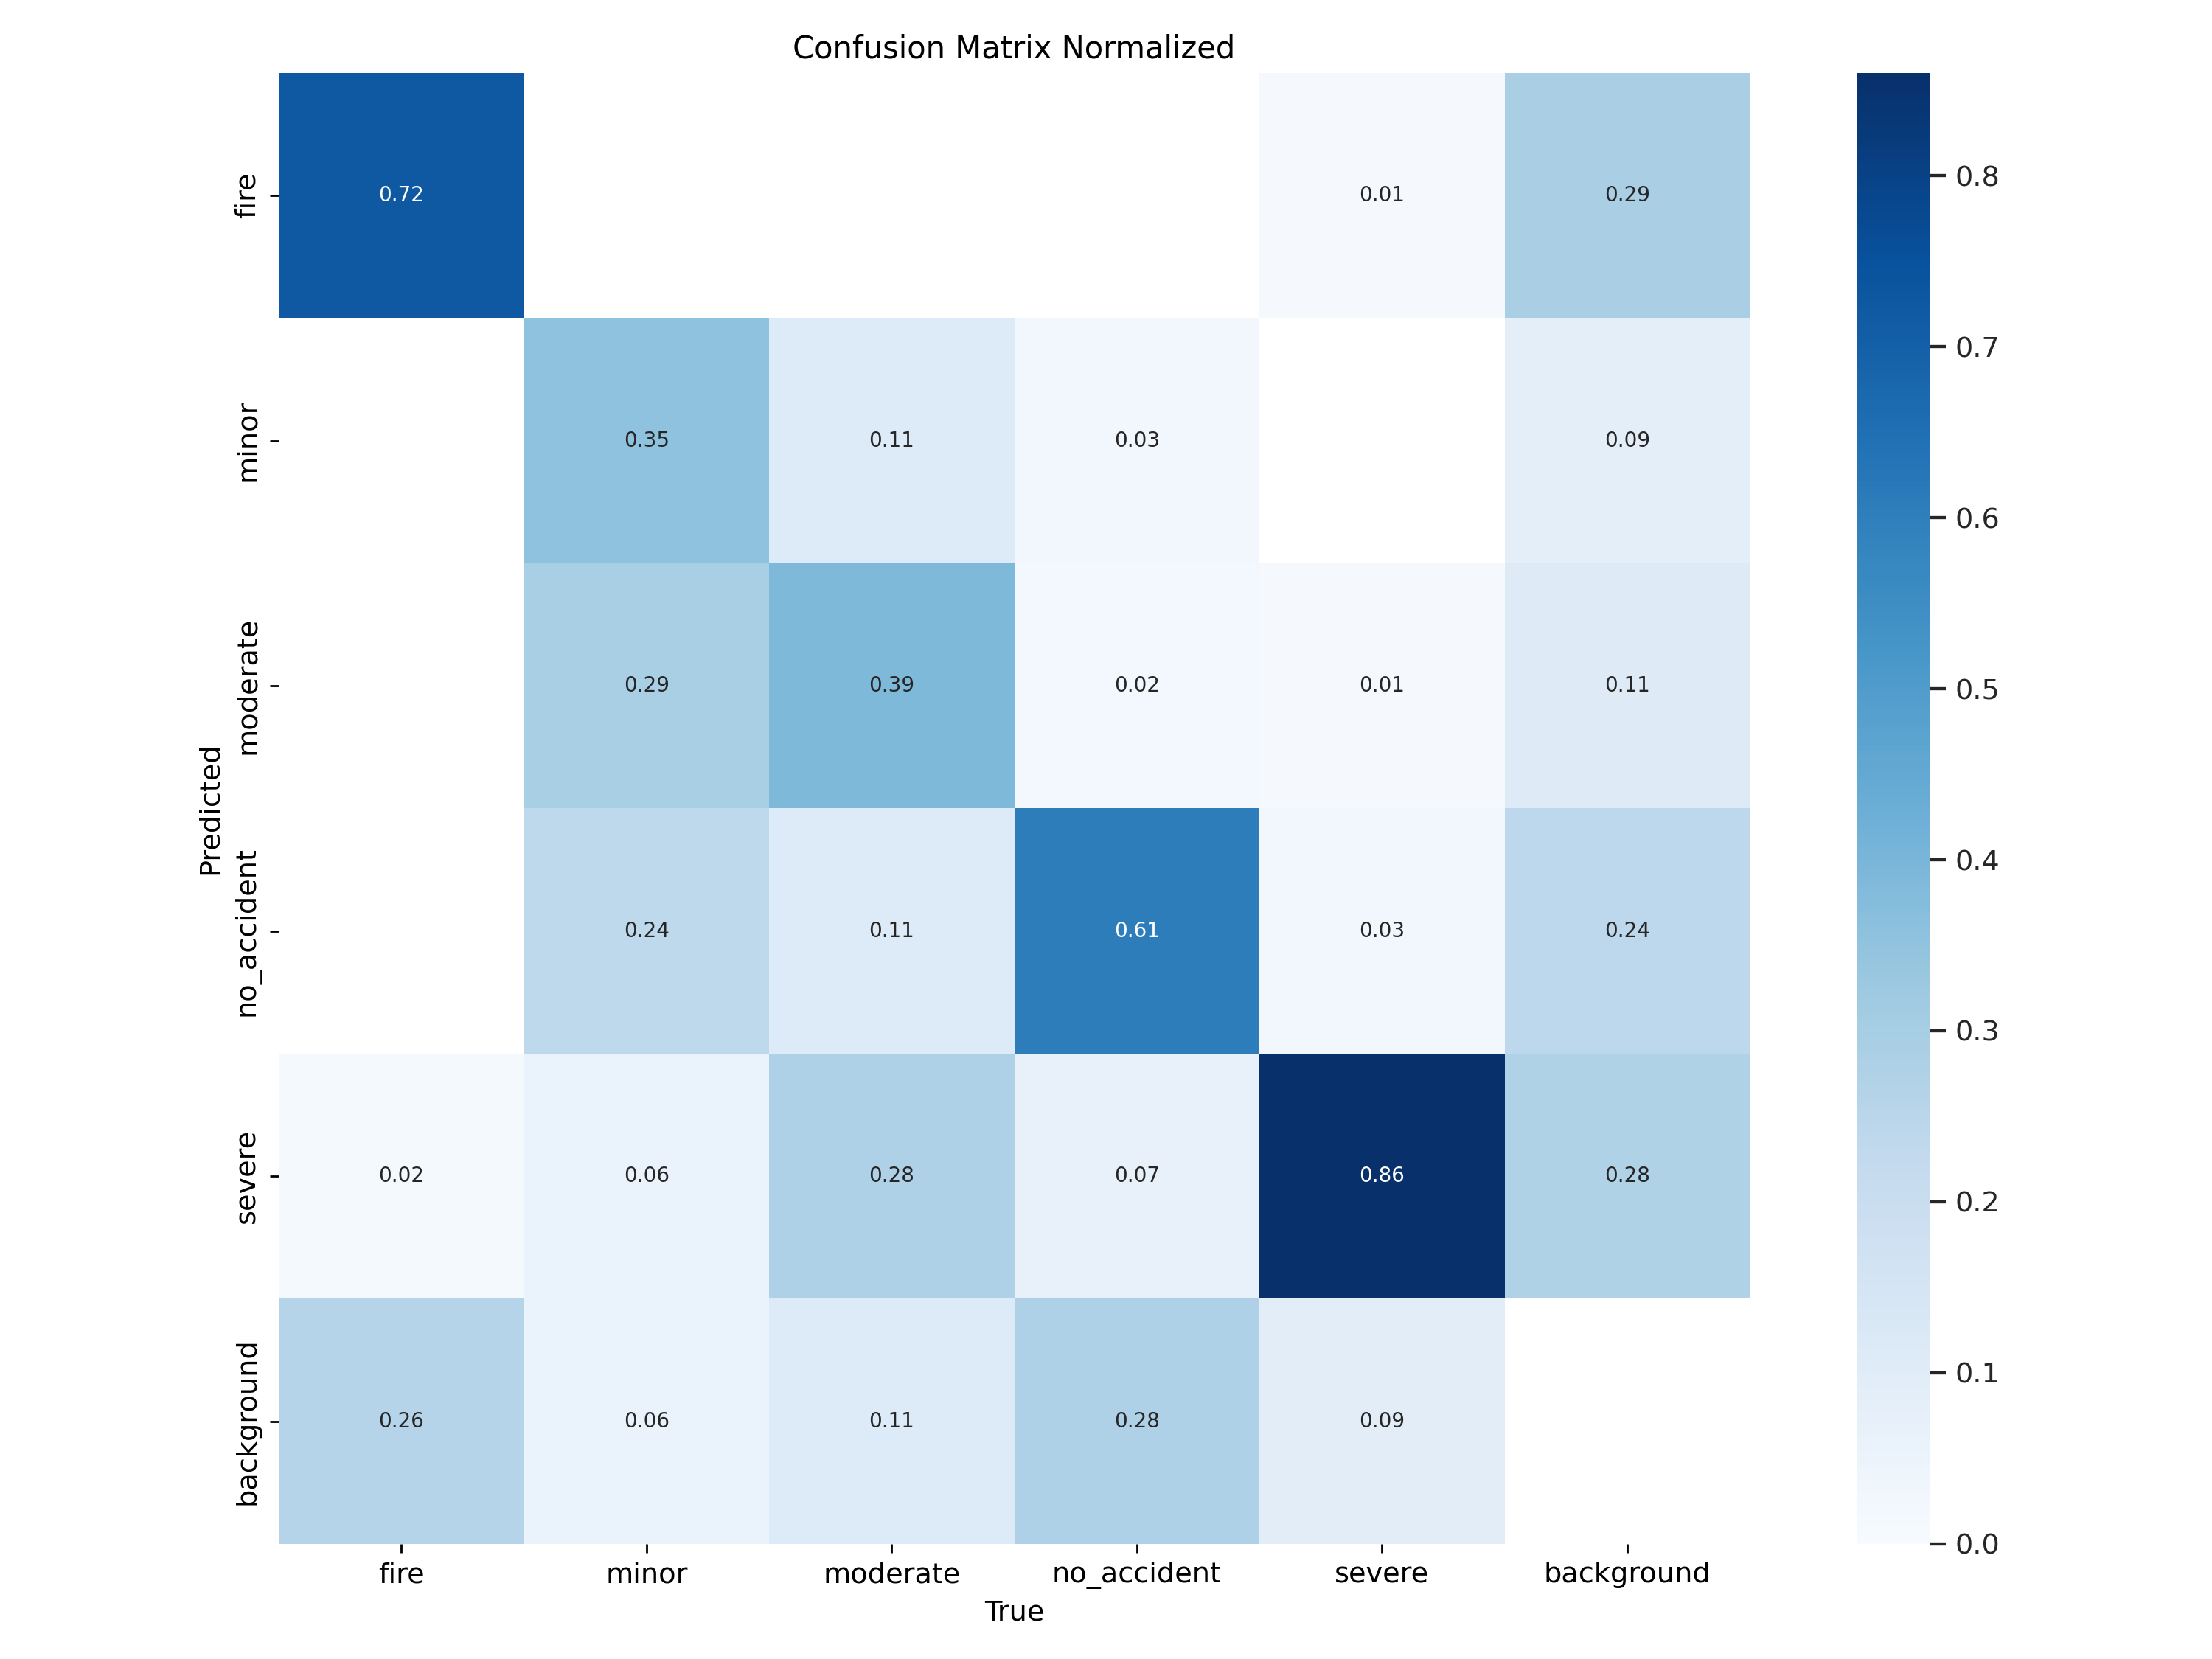 Confusion Matrix Normalized
fire
0.72
0.01
0.29
minor
0.35
0.11
0.03
0.09
moderate
0.29
0.39
0.02
0.01
0.11
no_accident
0.24
0.11
0.61
0.03
0.24
severe
0.02
0.06
0.28
0.07
0.86
0.28
background
0.26
0.06
0.11
0.28
0.09
Predicted
fire
minor
moderate
no_accident
severe
background
True
0.8
0.7
0.6
0.5
0.4
0.3
0.2
0.1
0.0